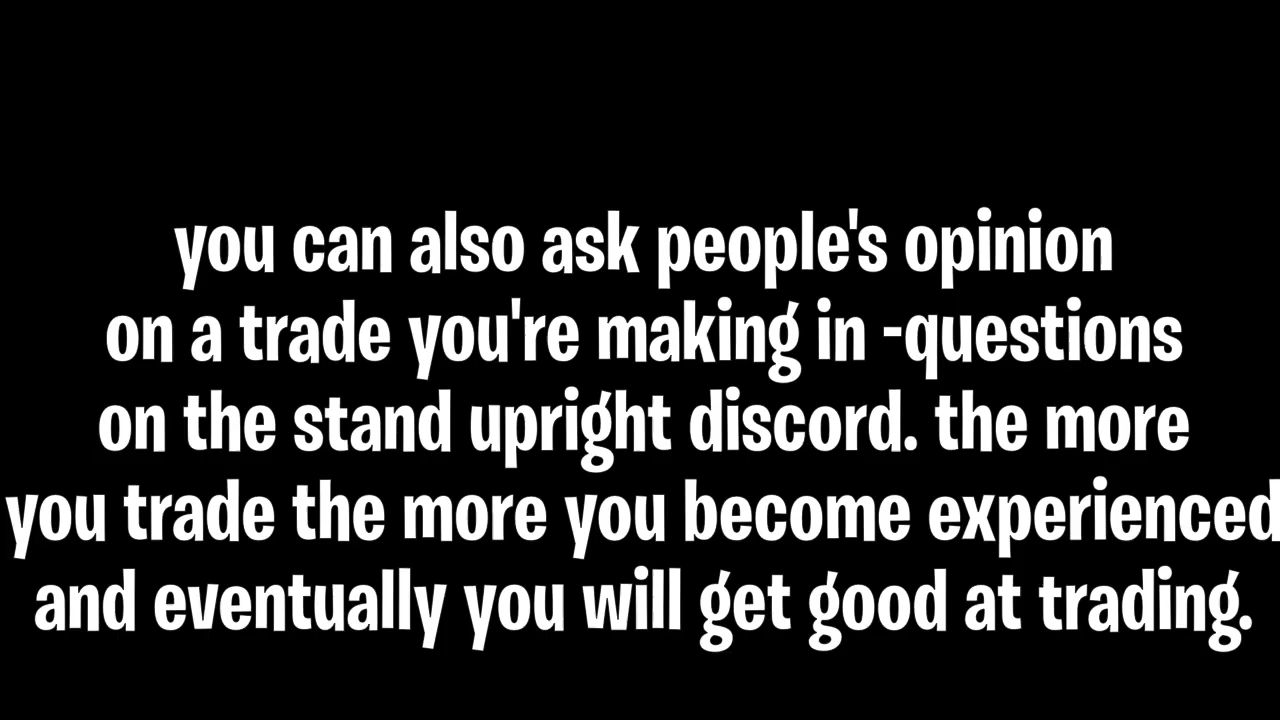 you can also ask people's opinion
on a trade you're making in -questions
on the stand upright discord. the more
you trade the more you become experienced
and eventually you will get good at trading.